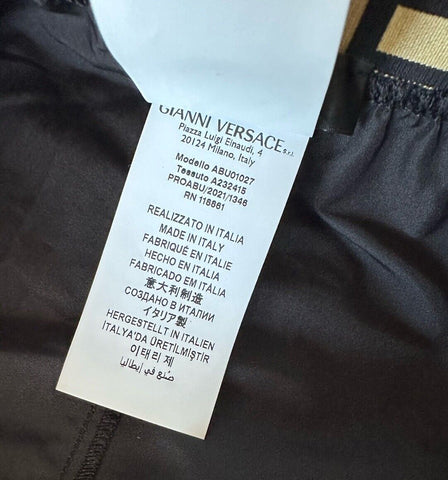 GIANNI VERSACE S.r.l.
Piazza Luigi Einaudi, 4
20124 Milano, Italy
Modello ABU01027
Tessuto A232415
PROABU/2021/1346
RN 118881
REALIZZATO IN ITALIA
MADE IN ITALY
FABRIQUÉ EN ITALIE
HECHO EN ITALIA
FABRICADO EM ITÁLIA
意大利制造
СОЗДАНО В ИТАЛИИ
イタリア製
HERGESTELLT IN ITALIEN
İTALYA'DA ÜRETİLMİŞTİR
이태리제
صنع في إيطاليا